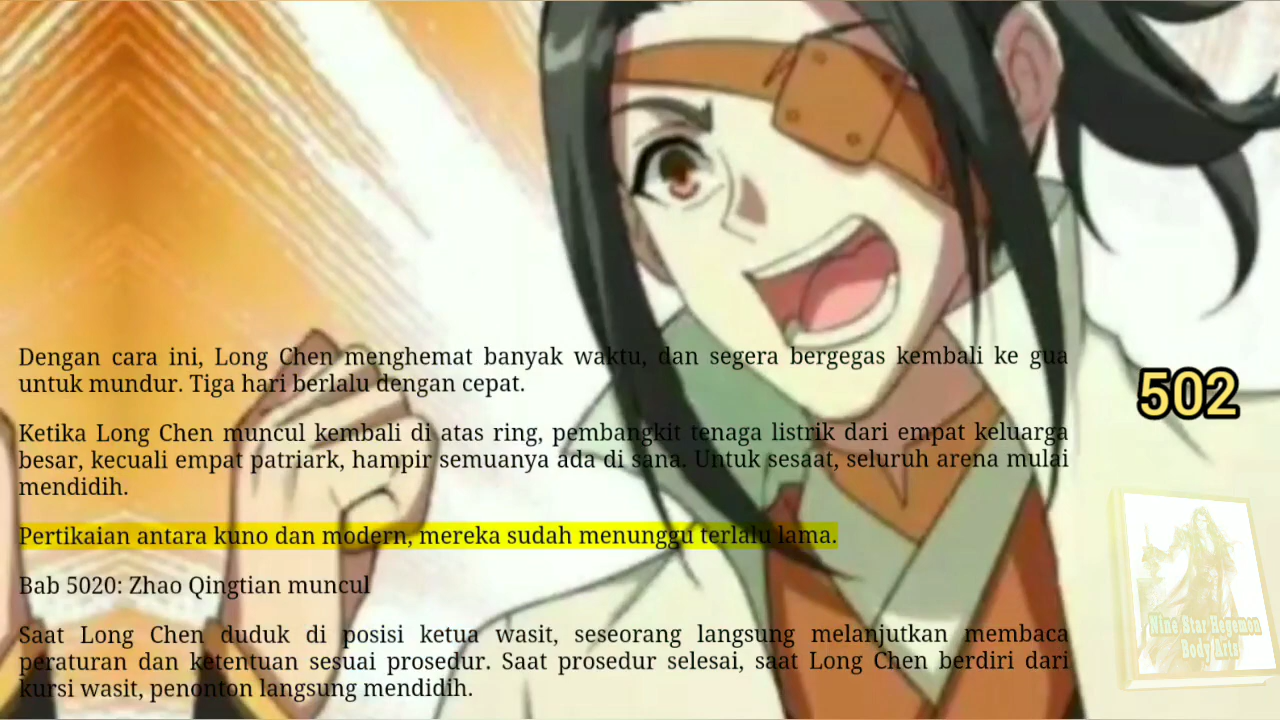 Dengan cara ini, Long Chen menghemat banyak waktu, dan segera bergegas kembali ke gua
untuk mundur. Tiga hari berlalu dengan cepat.
Ketika Long Chen muncul kembali di atas ring, pembangkit tenaga listrik dari empat keluarga
besar, kecuali empat patriark, hampir semuanya ada di sana. Untuk sesaat, seluruh arena mulai
mendidih.
Pertikaian antara kuno dan modern, mereka sudah menunggu terlalu lama.
Bab 5020: Zhao Qingtian muncul
Saat Long Chen duduk di posisi ketua wasit, seseorang langsung melanjutkan membaca
peraturan dan ketentuan sesuai prosedur. Saat prosedur selesai, saat Long Chen berdiri dari
kursi wasit, penonton langsung mendidih.
502
Nine Star Hegemon
Body Arts